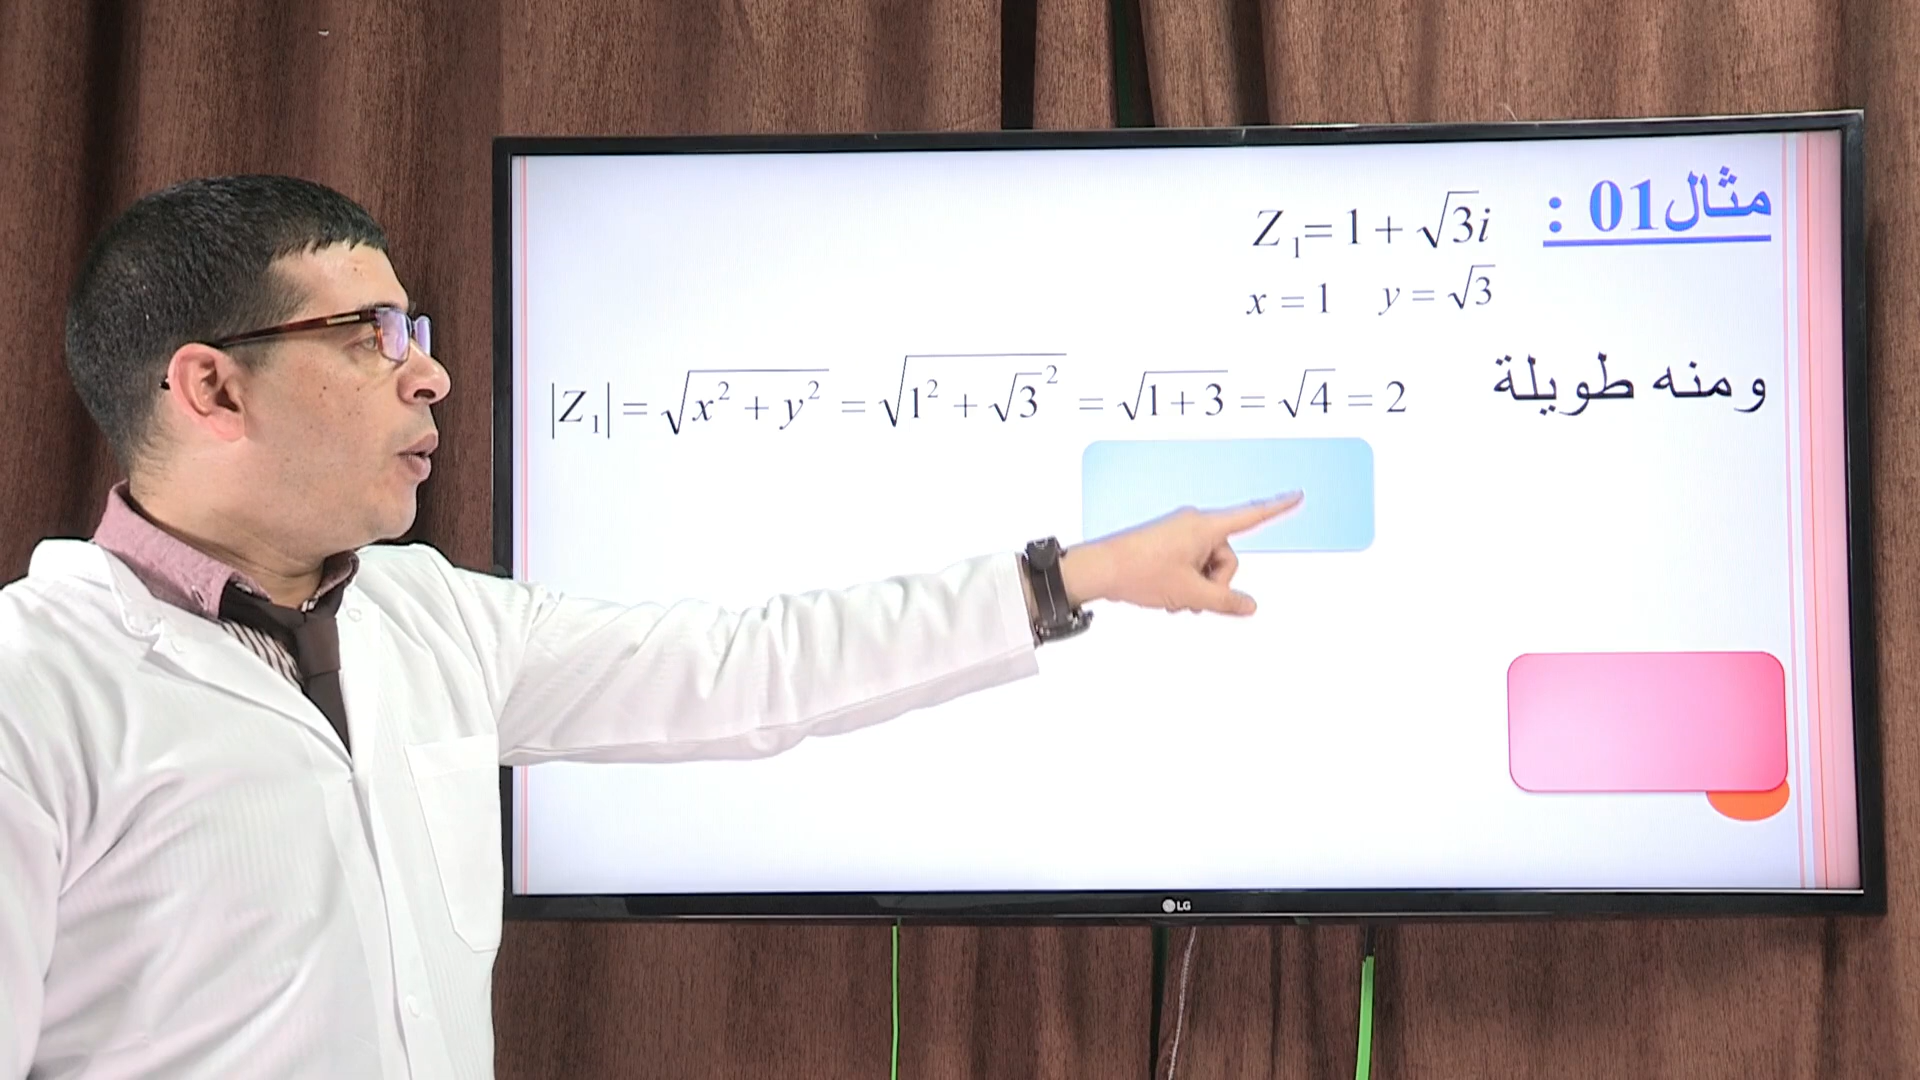 مثال01 :
Z₁= 1 + √3i
x = 1 y = √3
ومنه طويلة
|Z₁| = √(x² + y²) = √(1² + √3²) = √(1+3) = √4 = 2
LG